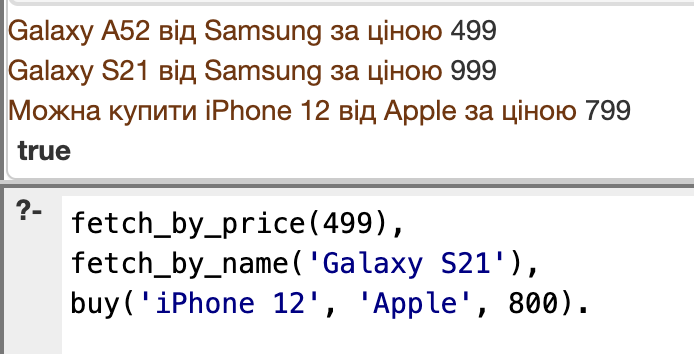 Galaxy A52 від Samsung за ціною 499
Galaxy S21 від Samsung за ціною 999
Можна купити iPhone 12 від Apple за ціною 799
true
?- fetch_by_price(499),
fetch_by_name('Galaxy S21'),
buy('iPhone 12', 'Apple', 800).